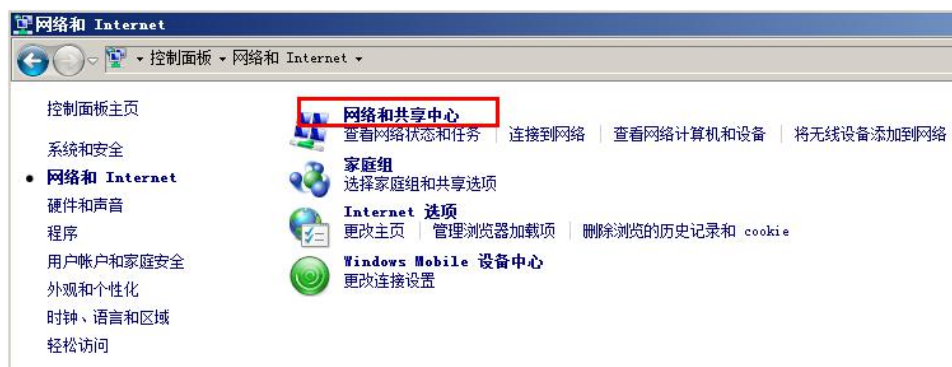 网络和 Internet
控制面板 网络和 Internet
控制面板主页
系统和安全
网络和 Internet
硬件和声音
程序
用户帐户和家庭安全
外观和个性化
时钟、语言和区域
轻松访问
网络和共享中心
查看网络状态和任务 连接到网络 查看网络计算机和设备 将无线设备添加到网络
家庭组
选择家庭组和共享选项
Internet 选项
更改主页 管理浏览器加载项 删除浏览的历史记录和 cookie
Windows Mobile 设备中心
更改连接设置